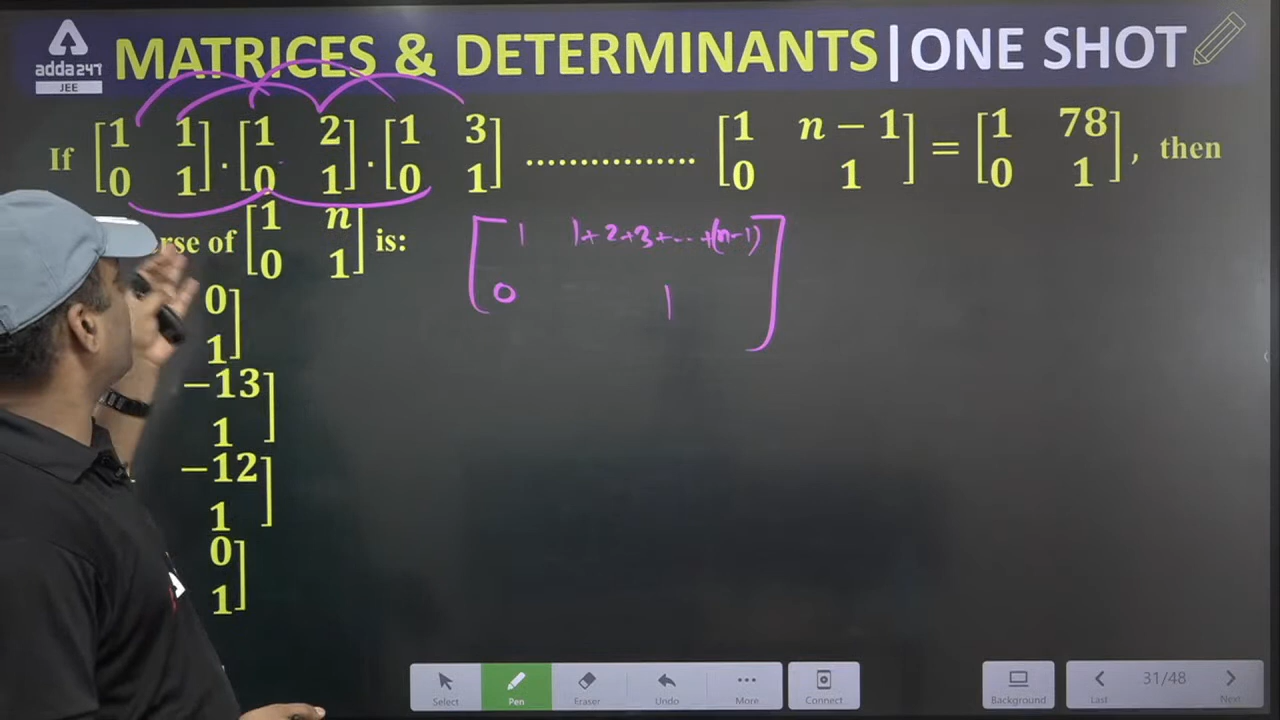 adda247
JEE
MATRICES & DETERMINANTS | ONE SHOT
If [1 1 0 1] . [1 2 0 1] . [1 3 0 1] ................ [1 n − 1 0 1] = [1 78 0 1], then
rse of [1 n 0 1] is:
[1 1+2+3+...+(n-1)
0 1]
0
1]
−13
1]
−12
1]
0
1]
Select
Pen
Eraser
Undo
More
Connect
Background
Last
31/48
Next